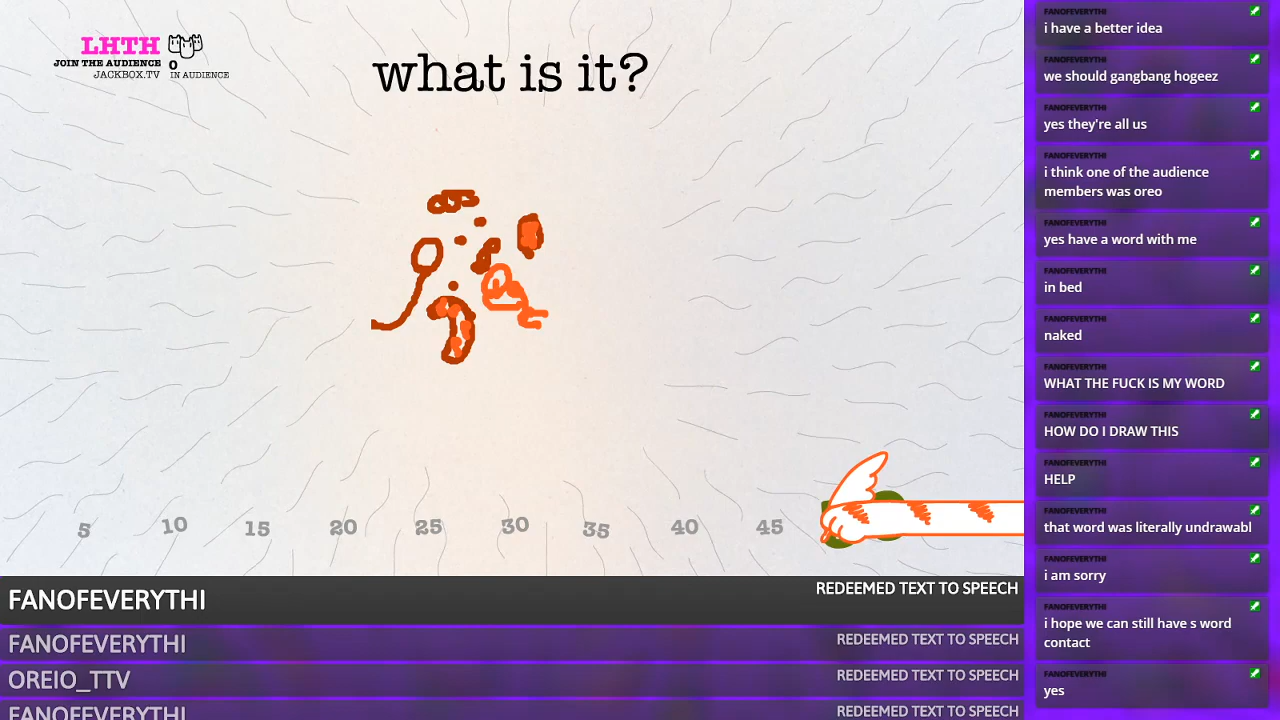 LHTH
JOIN THE AUDIENCE
JACKBOX.TV
0
IN AUDIENCE
what is it?
5 10 15 20 25 30 35 40 45
FANOFEVERYTHI
REDEEMED TEXT TO SPEECH
FANOFEVERYTHI
REDEEMED TEXT TO SPEECH
OREIO_TTV
REDEEMED TEXT TO SPEECH
FANOFEVERYTHI
REDEEMED TEXT TO SPEECH
FANOFEVERYTHI
i have a better idea
FANOFEVERYTHI
we should gangbang hogeez
FANOFEVERYTHI
yes they're all us
FANOFEVERYTHI
i think one of the audience
members was oreo
FANOFEVERYTHI
yes have a word with me
FANOFEVERYTHI
in bed
FANOFEVERYTHI
naked
FANOFEVERYTHI
WHAT THE FUCK IS MY WORD
FANOFEVERYTHI
HOW DO I DRAW THIS
FANOFEVERYTHI
HELP
FANOFEVERYTHI
that word was literally undrawabl
FANOFEVERYTHI
i am sorry
FANOFEVERYTHI
i hope we can still have s word
contact
FANOFEVERYTHI
yes